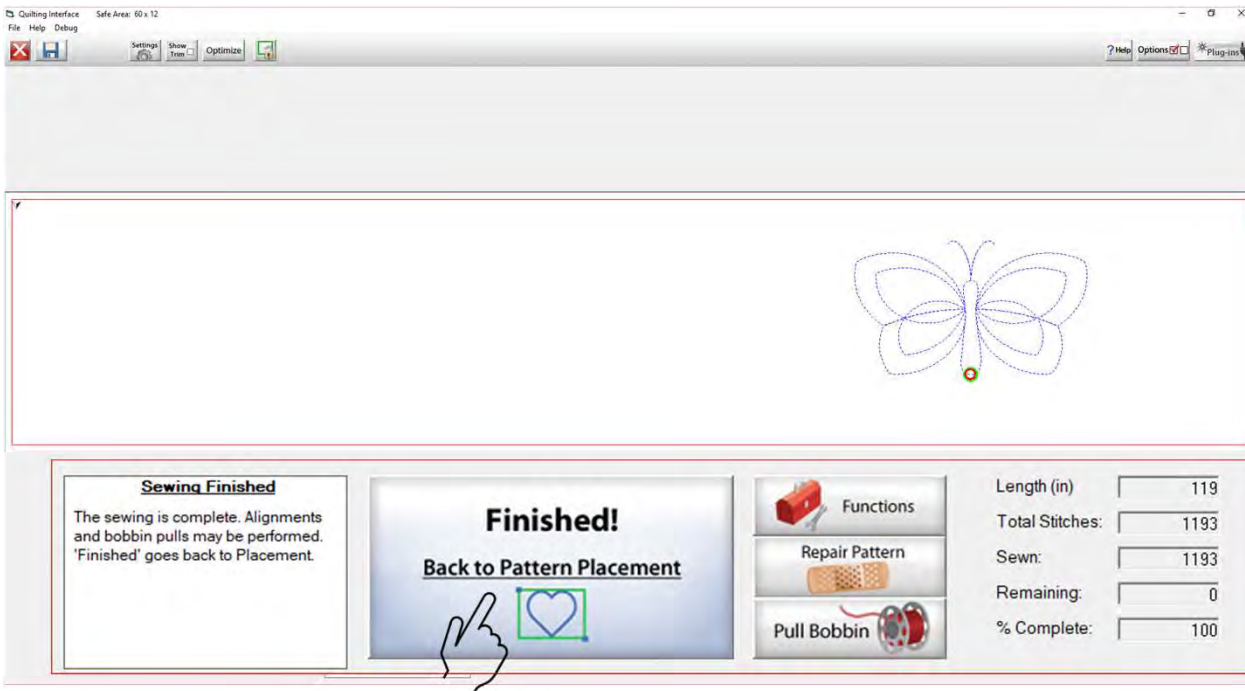 Quilting Interface Safe Area: 60 x 12
File Help Debug
Settings
Show
Trim
Optimize
? Help
Options
Plug-ins
Sewing Finished
The sewing is complete. Alignments
and bobbin pulls may be performed.
'Finished' goes back to Placement.
Finished!
Back to Pattern Placement
Functions
Repair Pattern
Pull Bobbin
Length (in) 119
Total Stitches: 1193
Sewn: 1193
Remaining: 0
% Complete: 100